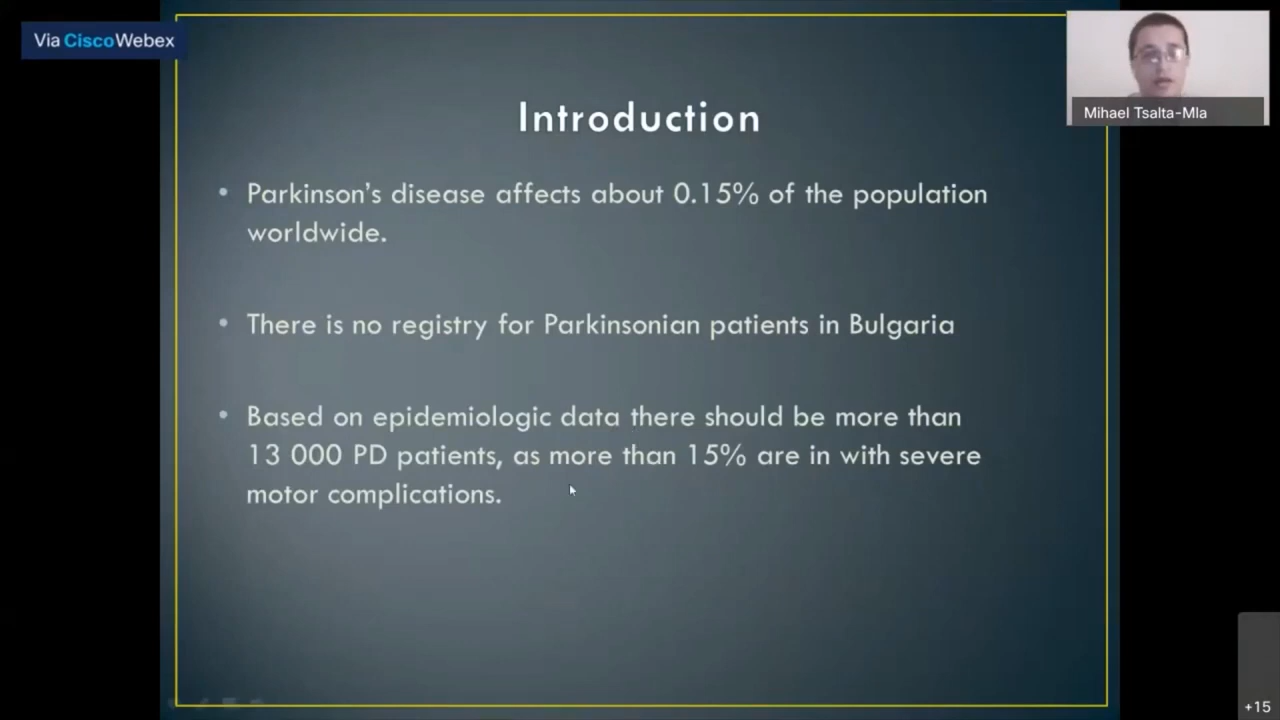 Via CiscoWebex
Mihael Tsalta-Mla
Introduction
• Parkinson's disease affects about 0.15% of the population
worldwide.
• There is no registry for Parkinsonian patients in Bulgaria
• Based on epidemiologic data there should be more than
13 000 PD patients, as more than 15% are in with severe
motor complications.
+15